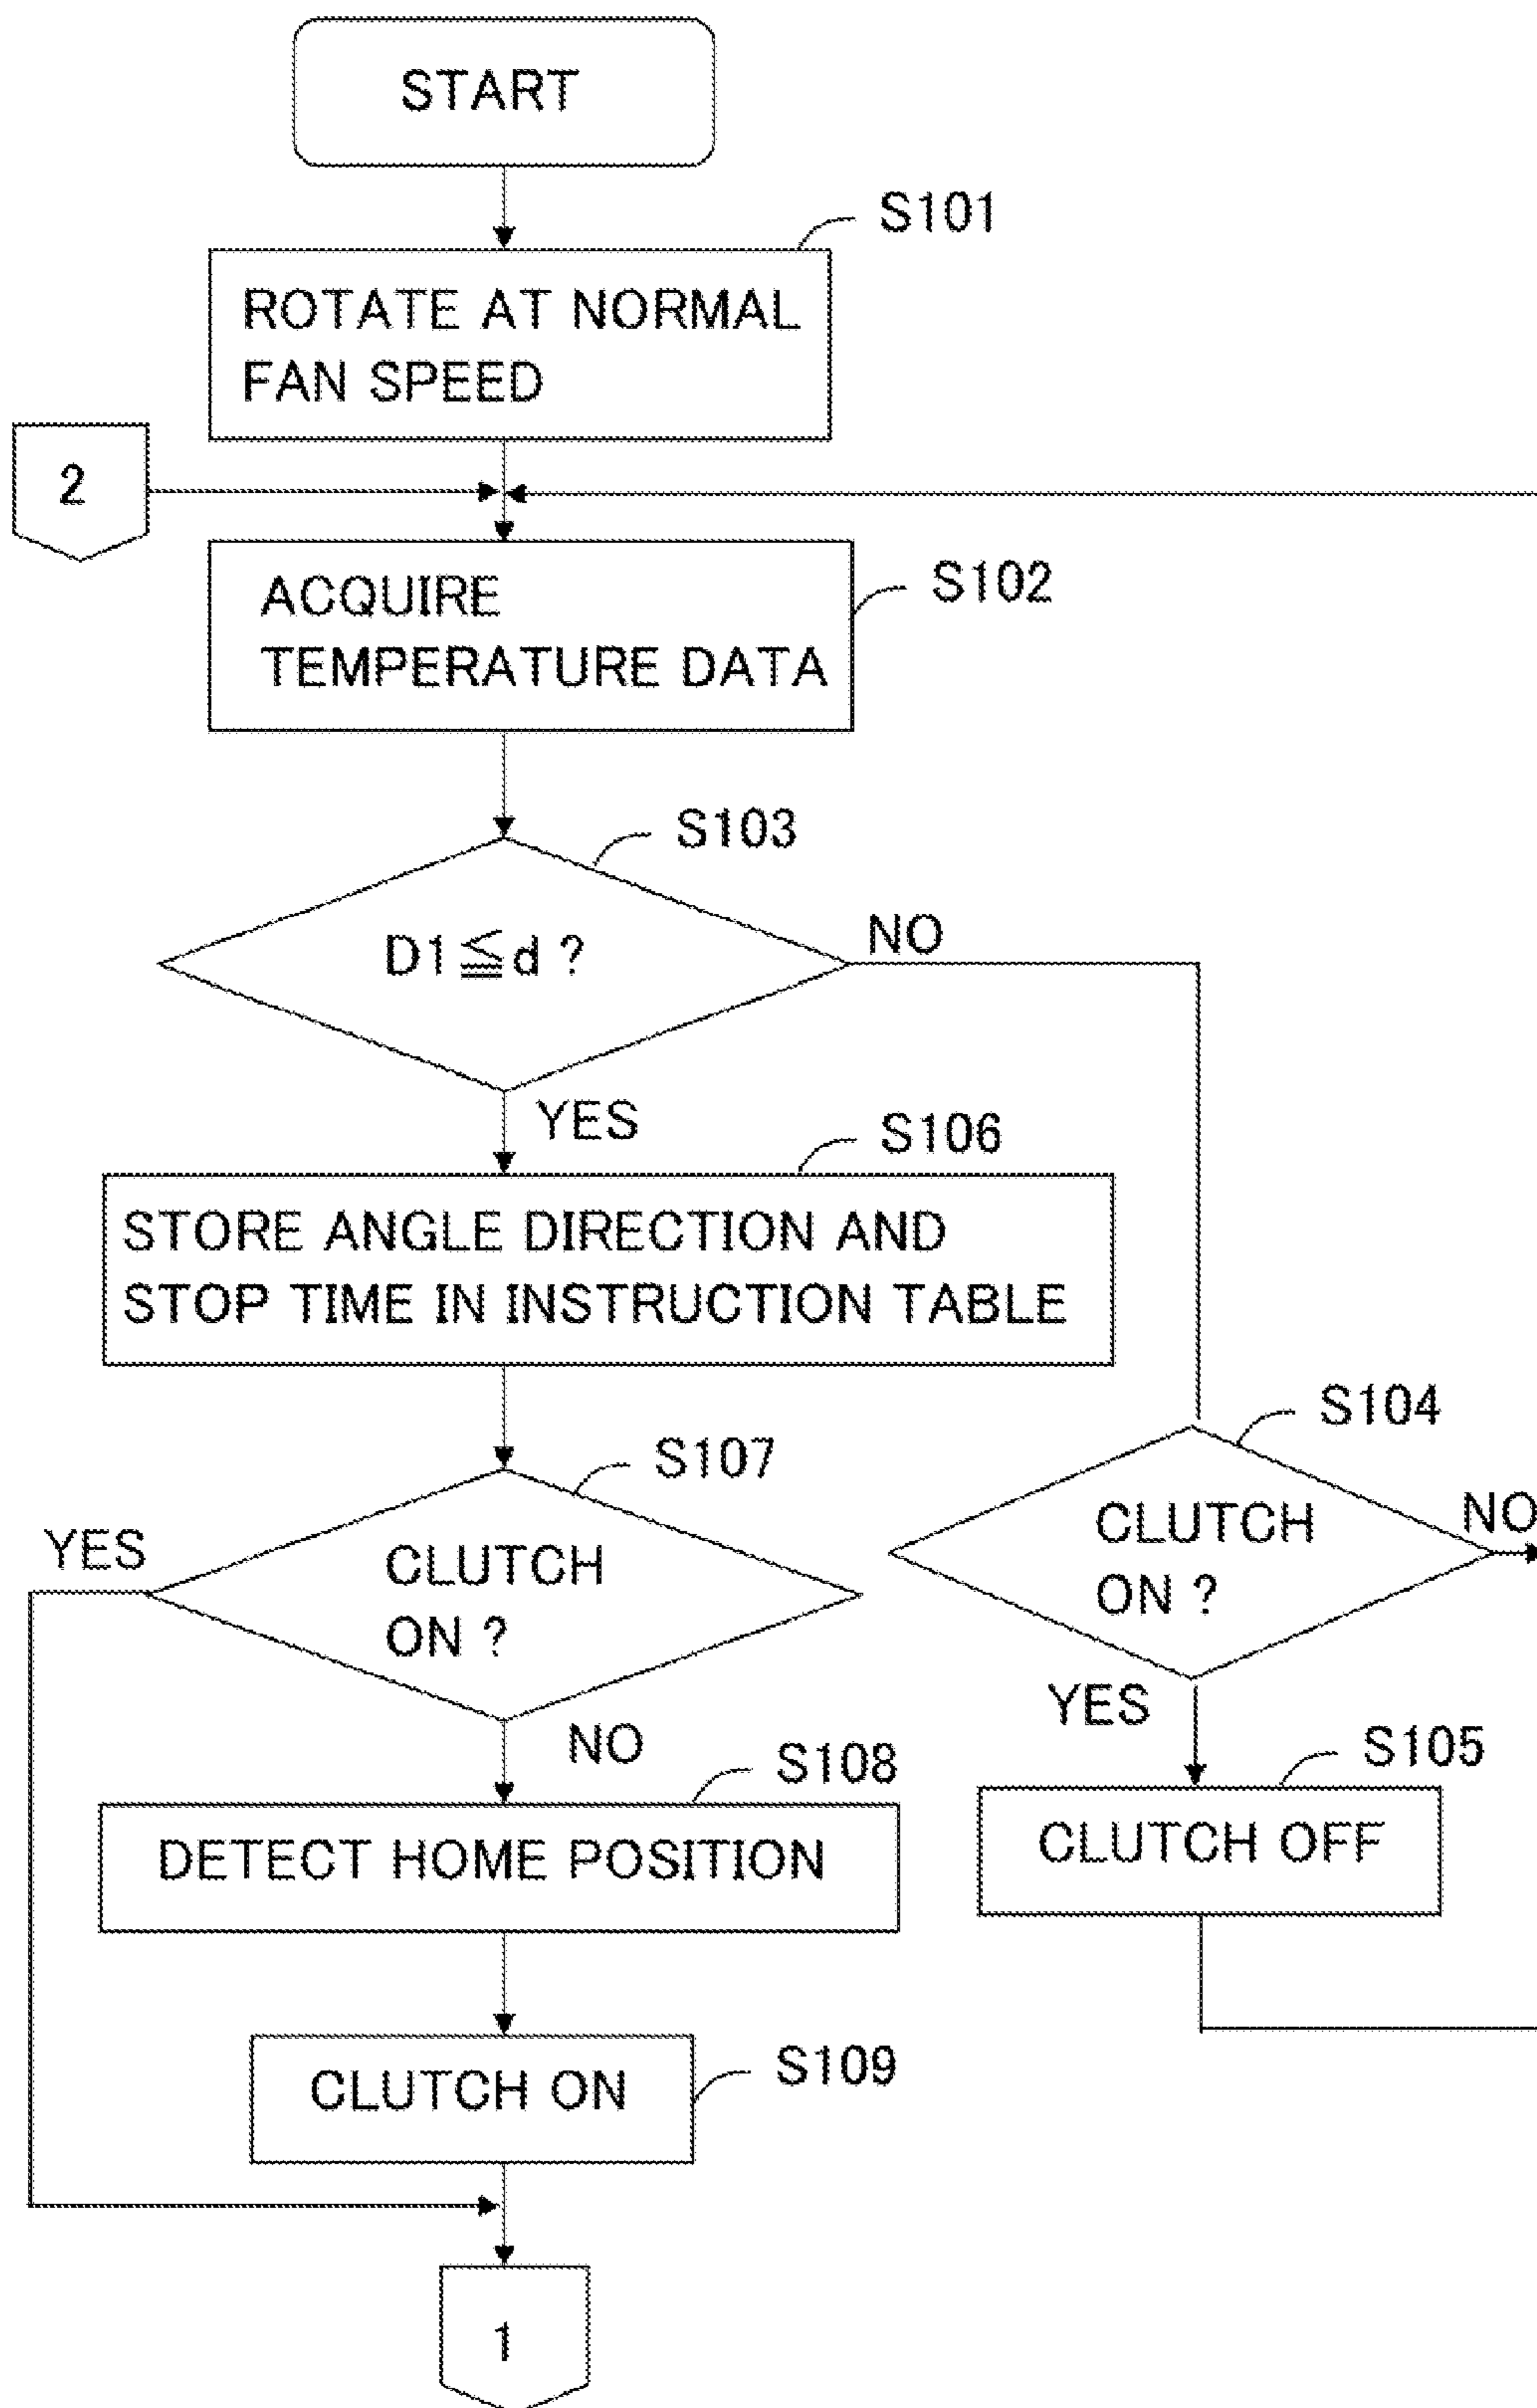 START
S101
ROTATE AT NORMAL
FAN SPEED
2
S102
ACQUIRE
TEMPERATURE DATA
S103
D1≦d ?
NO
YES
S106
STORE ANGLE DIRECTION AND
STOP TIME IN INSTRUCTION TABLE
S104
S107
CLUTCH
ON ?
NO
YES
CLUTCH
ON ?
YES
NO
S105
S108
CLUTCH OFF
DETECT HOME POSITION
S109
CLUTCH ON
1